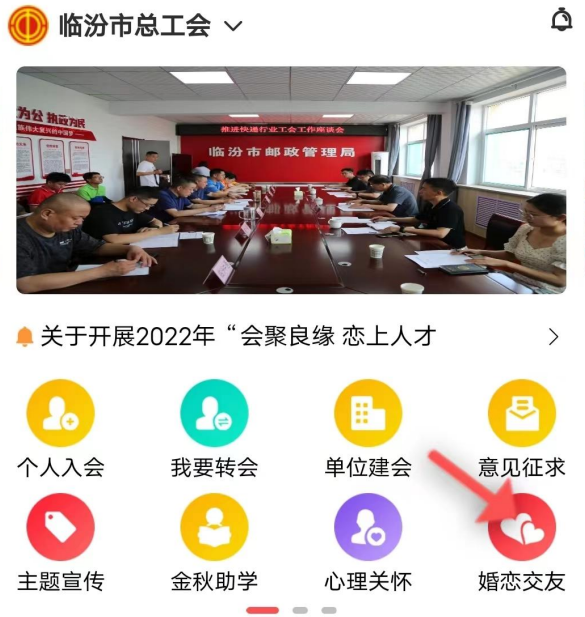 临汾市总工会
为公 执政为民
推进快递行业工会工作座谈会
临汾市邮政管理局
关于开展2022年“会聚良缘 恋上人才
个人入会
我要转会
单位建会
意见征求
主题宣传
金秋助学
心理关怀
婚恋交友